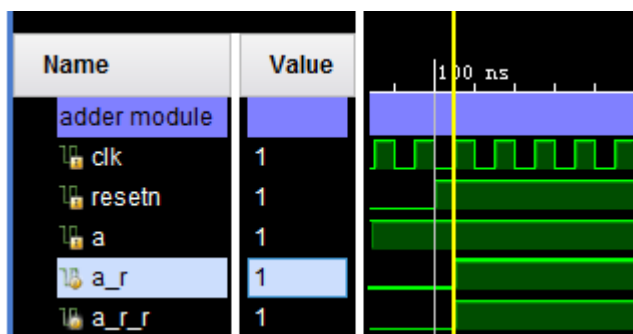 Name Value
100 ns
adder module
clk 1
resetn 1
a 1
a_r 1
a_r_r 1